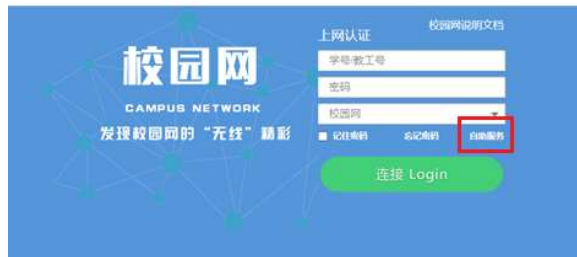 校园网说明文档
上网认证
校园网
CAMPUS NETWORK
发现校园网的“无线”精彩
学号/教工号
密码
校园网
记住密码 忘记密码 自助服务
连接 Login